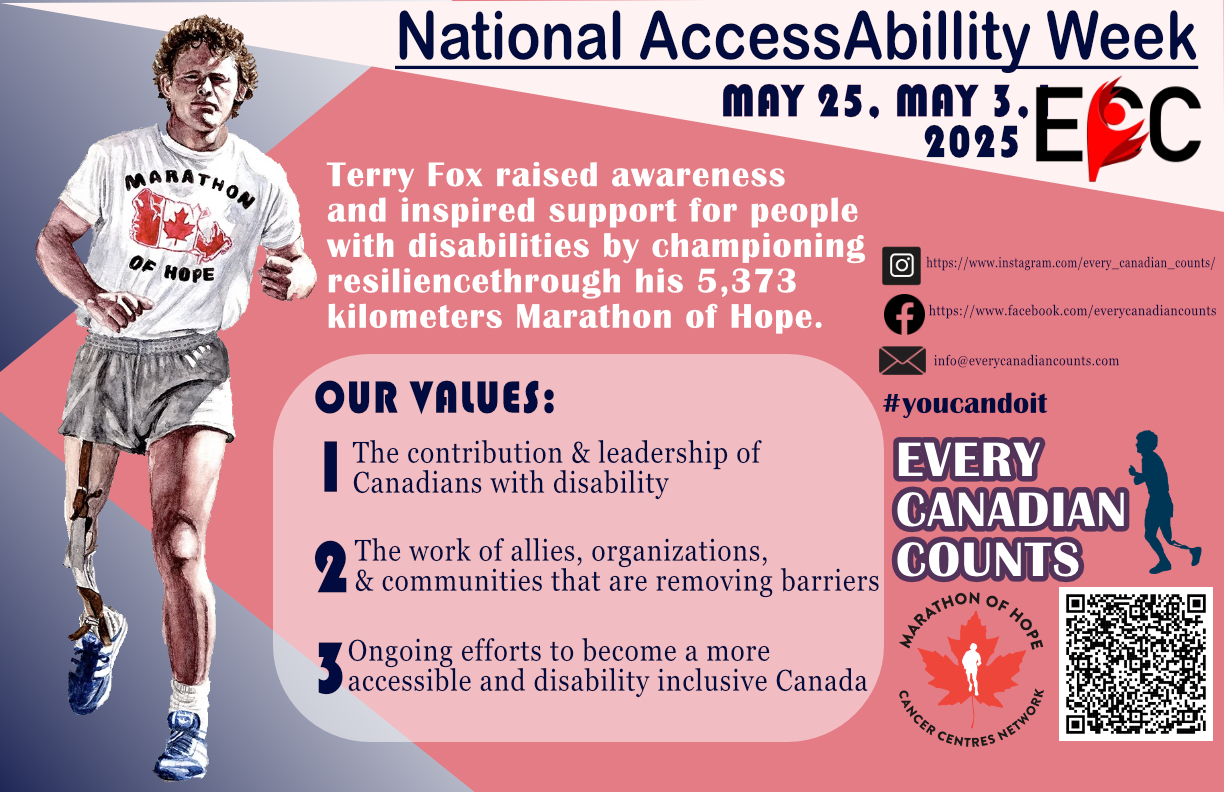 National AccessAbillity Week
MAY 25, MAY 3,
2025
ECC
MARATHON
OF HOPE
Terry Fox raised awareness
and inspired support for people
with disabilities by championing
resiliencethrough his 5,373
kilometers Marathon of Hope.
https://www.instagram.com/every_canadian_counts/
https://www.facebook.com/everycanadiancounts
info@everycanadiancounts.com
#youcandoit
OUR VALUES:
1 The contribution & leadership of
Canadians with disability
2 The work of allies, organizations,
& communities that are removing barriers
3 Ongoing efforts to become a more
accessible and disability inclusive Canada
EVERY
CANADIAN
COUNTS
MARATHON OF HOPE
CANCER CENTRES NETWORK